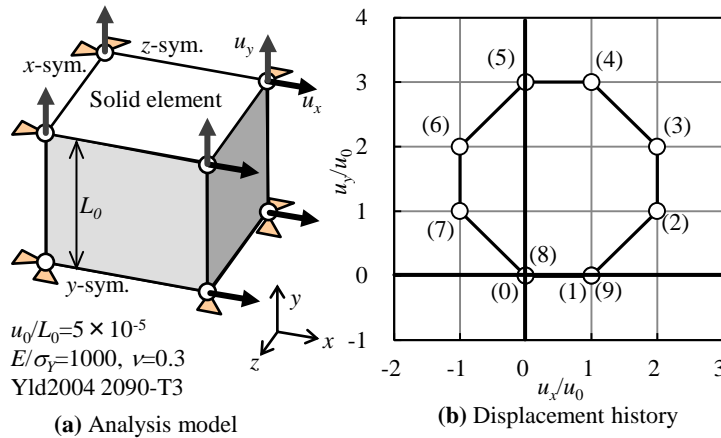 z-sym.
x-sym.
u_y
u_x
Solid element
L_0
y-sym.
u_0/L_0=5 × 10^-5
E/σ_Y=1000, ν=0.3
Yld2004 2090-T3
y
x
z
(a) Analysis model
4
3
2
1
0
-1
-2 -1 0 1 2 3
u_y/u_0
u_x/u_0
(5)
(4)
(6)
(3)
(7)
(2)
(8)
(0)
(1)
(9)
(b) Displacement history